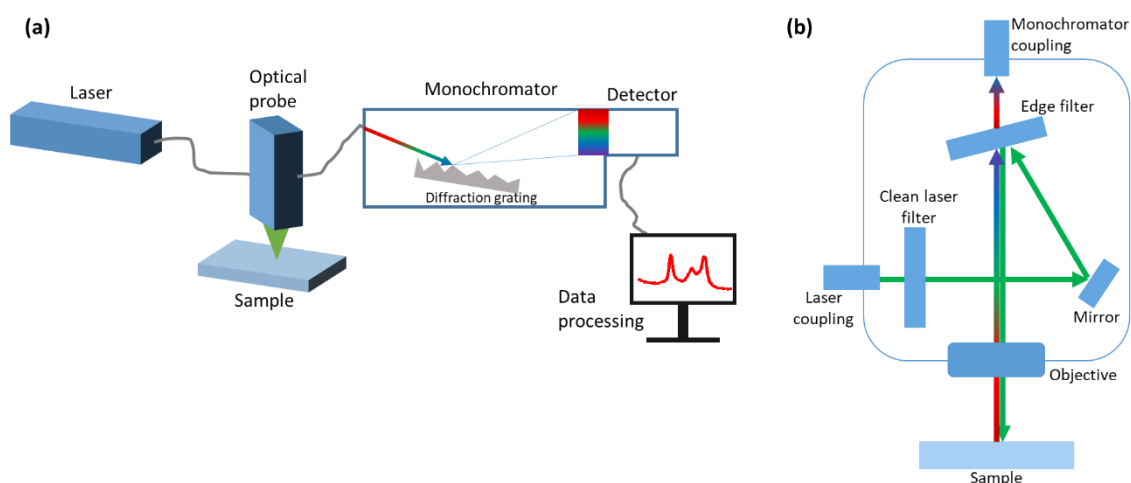 (a)
Laser
Optical
probe
Monochromator
Detector
Diffraction grating
Sample
Data
processing
(b)
Monochromator
coupling
Edge filter
Clean laser
filter
Laser
coupling
Mirror
Objective
Sample